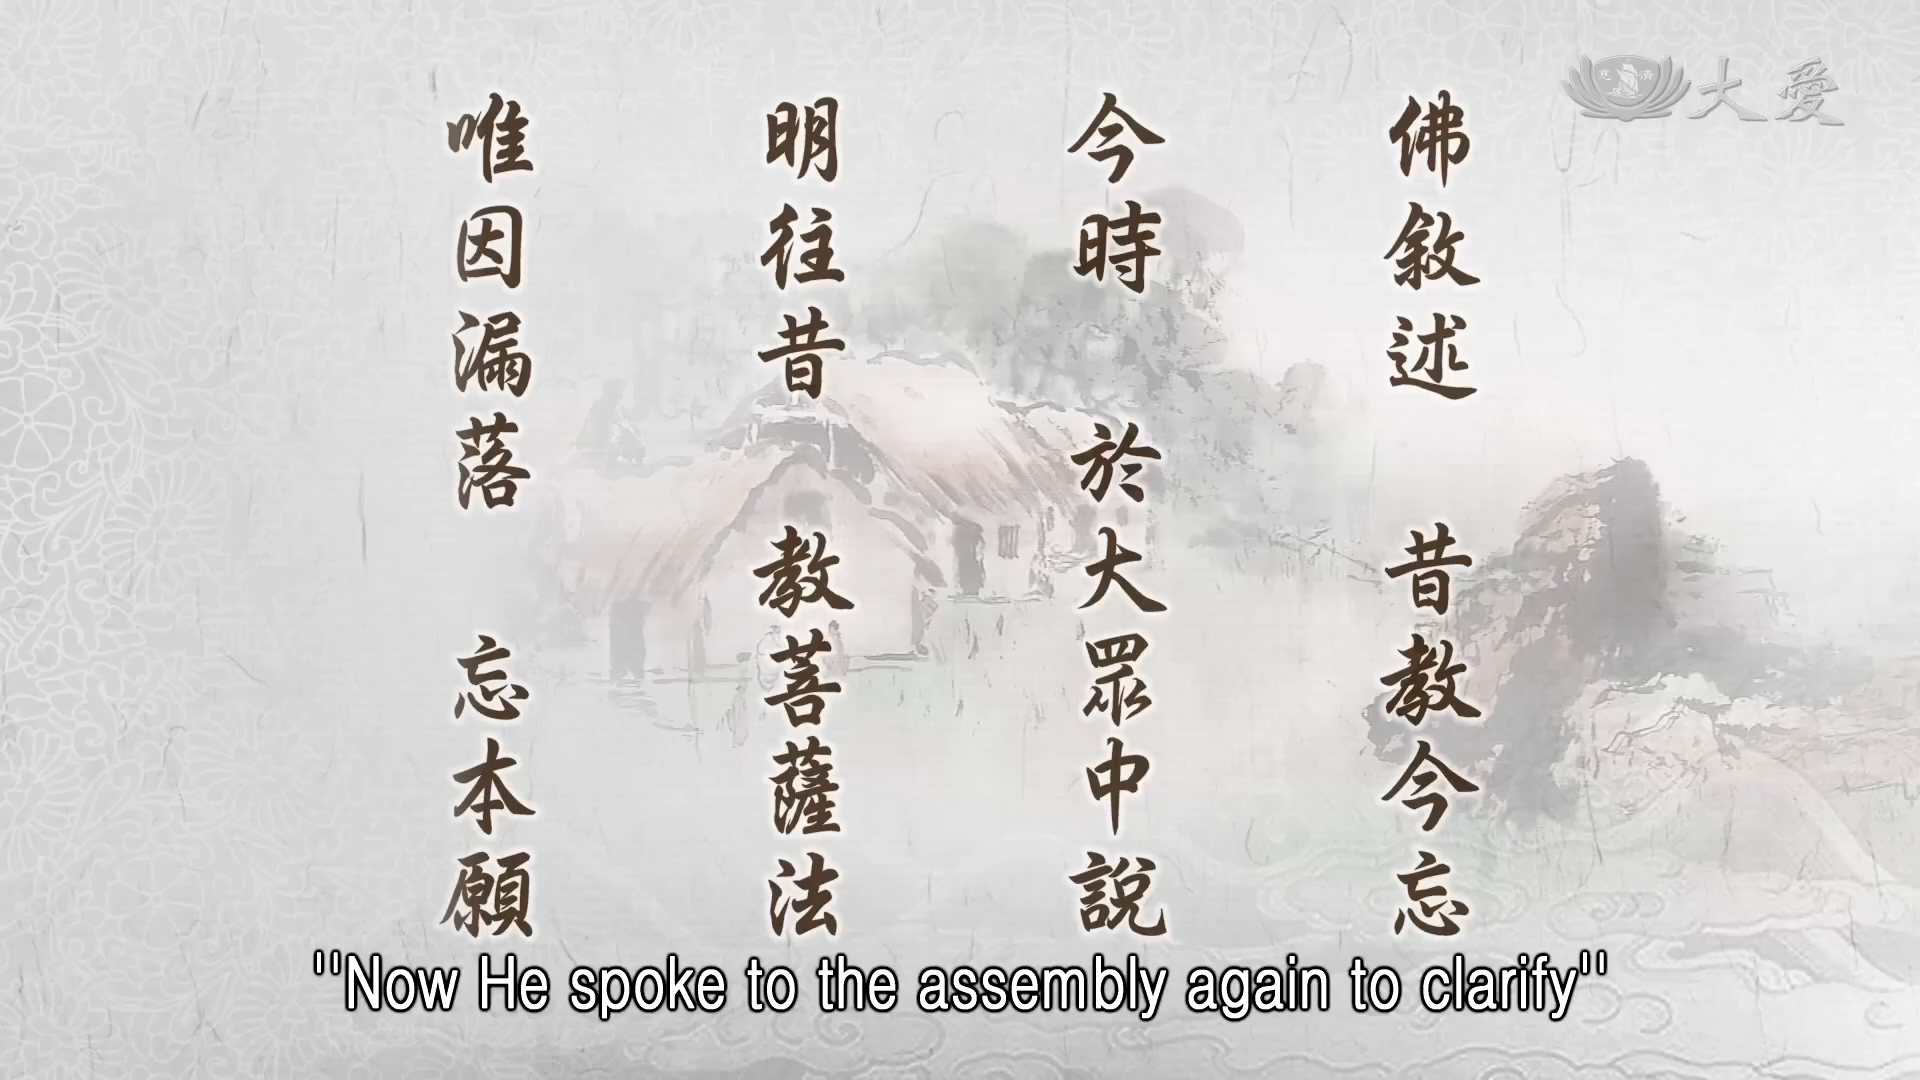 佛敘述 昔教今忘
今時 於大眾中說
明往昔 教菩薩法
唯因漏落 忘本願
慈濟
大愛
"Now He spoke to the assembly again to clarify"